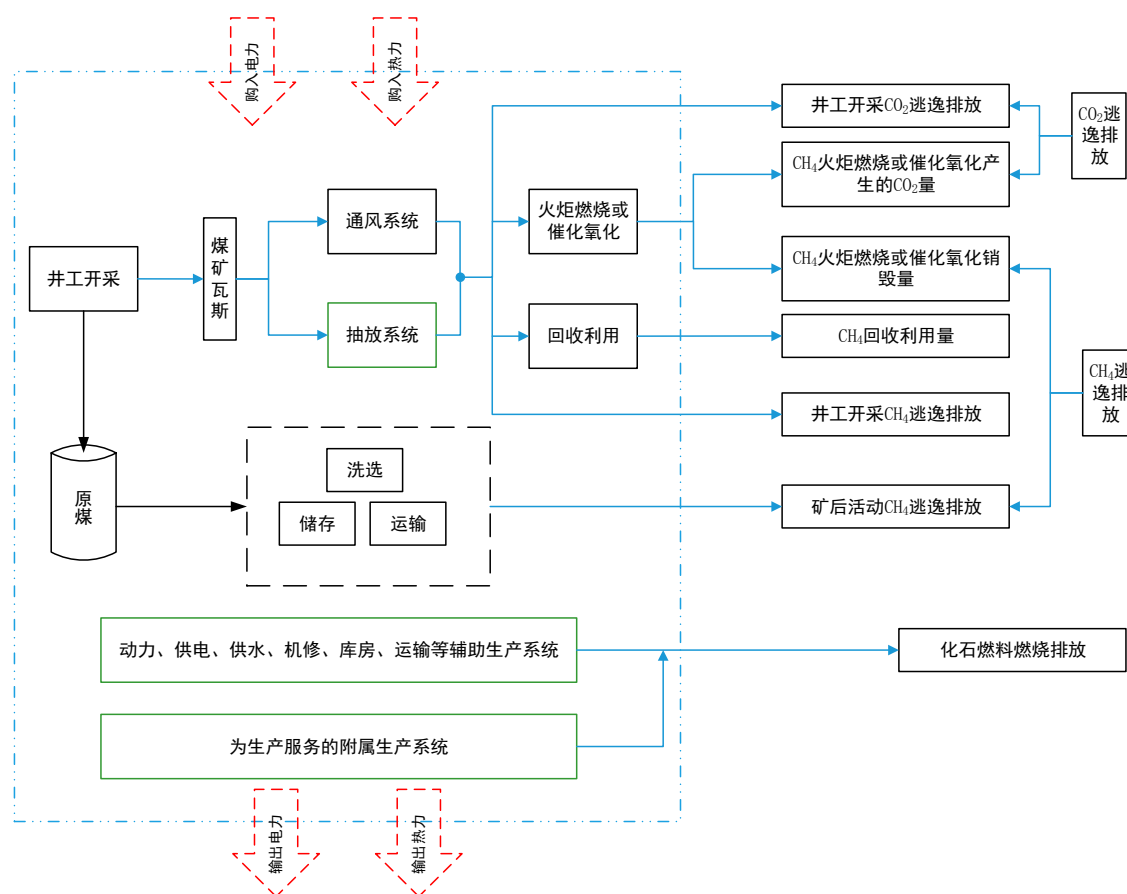 购入电力
购入热力
井工开采CO₂逃逸排放
CO₂逃
逸排
放
CH₄火炬燃烧或催化氧化产
生的CO₂量
通风系统
火炬燃烧或
催化氧化
煤
矿
瓦
斯
井工开采
CH₄火炬燃烧或催化氧化销
毁量
抽放系统
回收利用
CH₄回收利用量
CH₄逃
逸排
放
井工开采CH₄逃逸排放
洗选
原
煤
储存
运输
矿后活动CH₄逃逸排放
动力、供电、供水、机修、库房、运输等辅助生产系统
化石燃料燃烧排放
为生产服务的附属生产系统
输出电力
输出热力